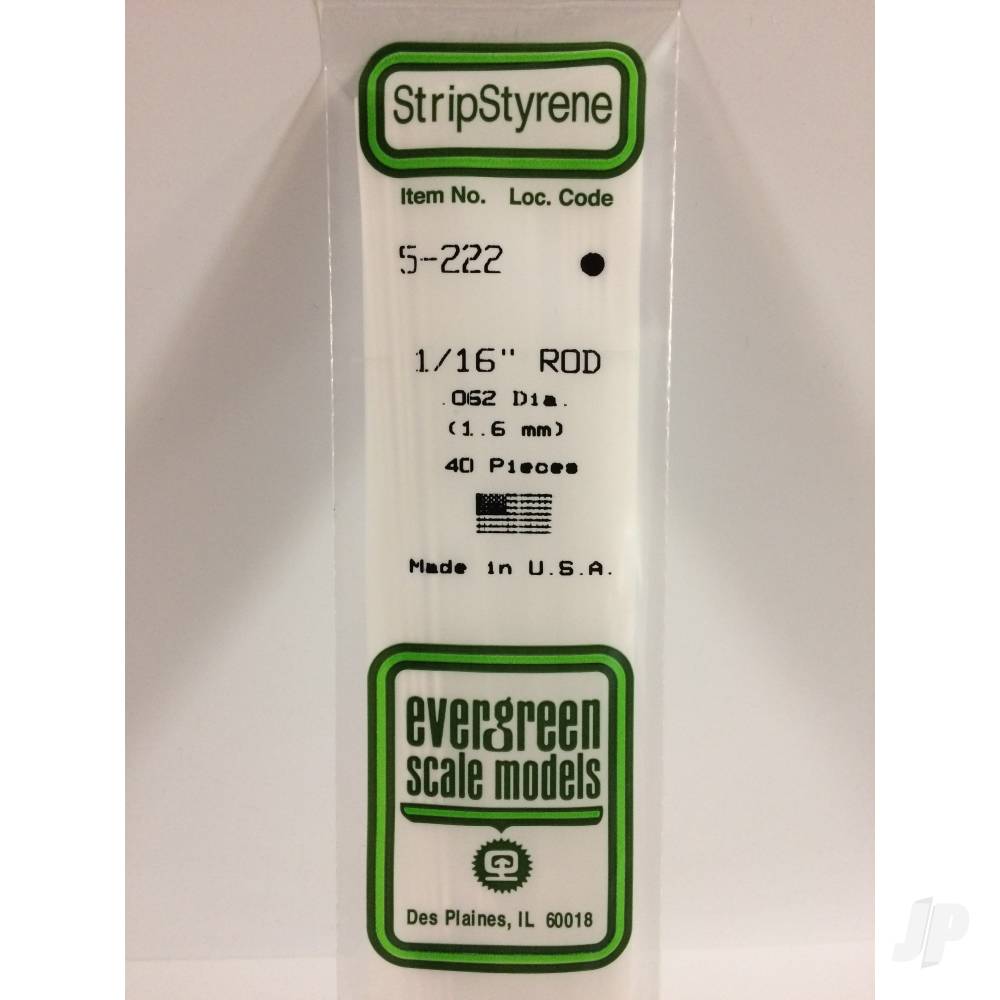 StripStyrene
Item No. Loc. Code
S-222
1/16" ROD
.062 Dia.
(1.6 mm)
40 Pieces
Made in U.S.A.
evergreen
scale models
Des Plaines, IL 60018
JP